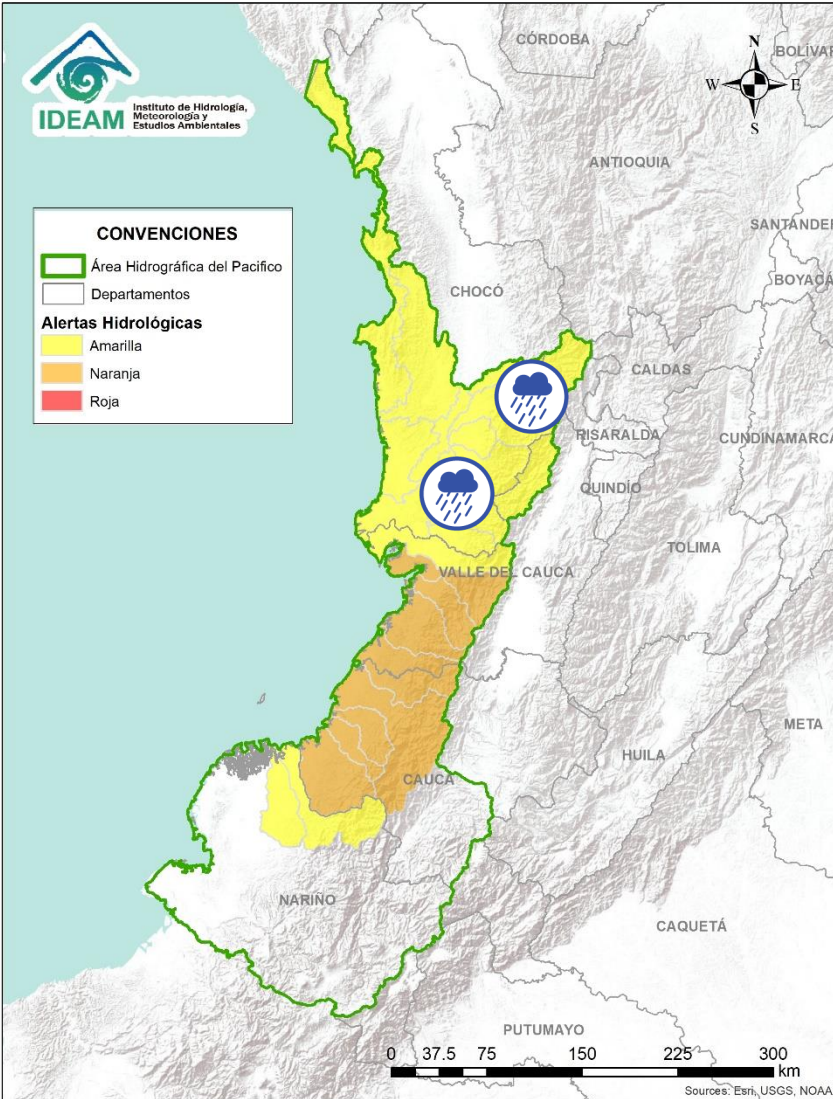 IDEAM
Instituto de Hidrología,
Meteorología y
Estudios Ambientales
N
W
E
S
CÓRDOBA
BOLÍVAR
ANTIOQUIA
SANTANDER
BOYACÁ
CONVENCIONES
Área Hidrográfica del Pacifico
Departamentos
Alertas Hidrológicas
Amarilla
Naranja
Roja
CHOCÓ
CALDAS
RISARALDA
CUNDINAMARCA
QUINDÍO
TOLIMA
VALLE DEL CAUCA
META
HUILA
CAUCA
NARIÑO
CAQUETÁ
PUTUMAYO
0 37.5 75 150 225 300
km
Sources: Esri, USGS, NOAA